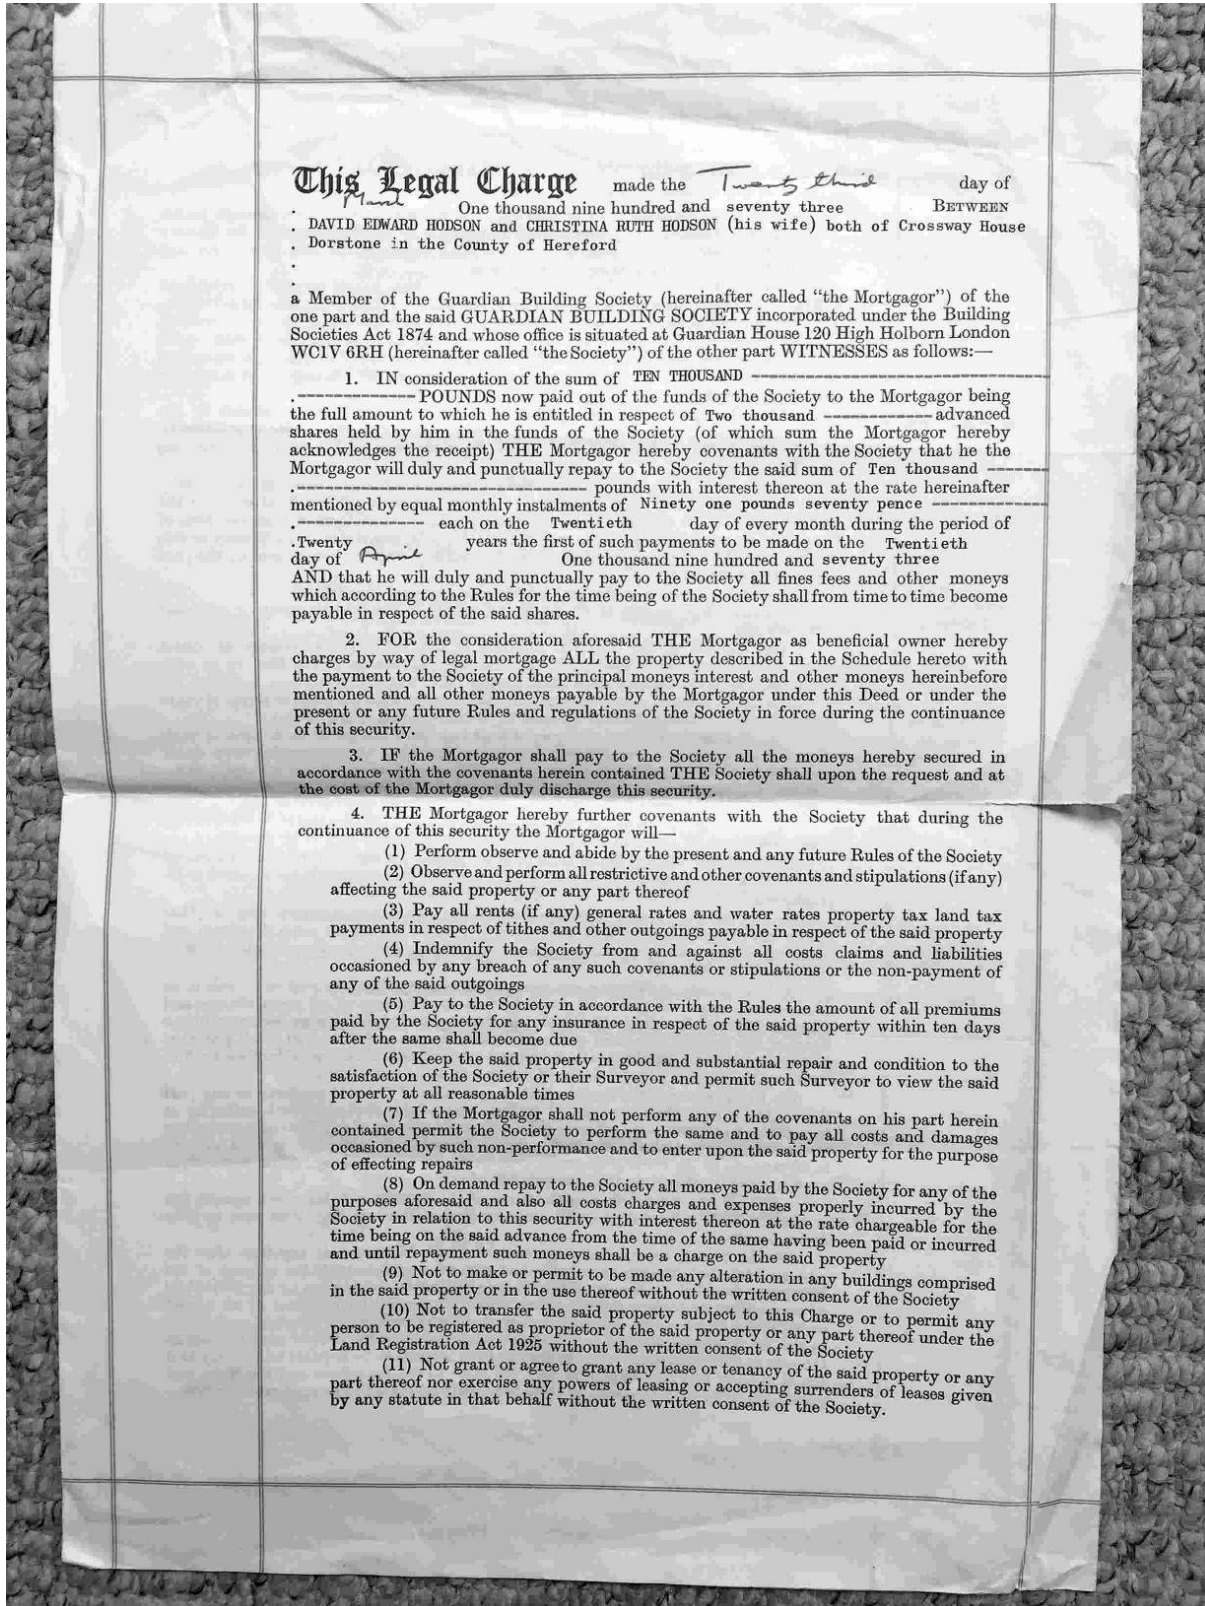 This Legal Charge made the Twenty third day of
March One thousand nine hundred and seventy three BETWEEN
. DAVID EDWARD HODSON and CHRISTINA RUTH HODSON (his wife) both of Crossway House
. Dorstone in the County of Hereford
.
.
a Member of the Guardian Building Society (hereinafter called “the Mortgagor”) of the
one part and the said GUARDIAN BUILDING SOCIETY incorporated under the Building
Societies Act 1874 and whose office is situated at Guardian House 120 High Holborn London
WC1V 6RH (hereinafter called “the Society”) of the other part WITNESSES as follows:—
1. IN consideration of the sum of TEN THOUSAND --------------------------------
.------------- POUNDS now paid out of the funds of the Society to the Mortgagor being
the full amount to which he is entitled in respect of Two thousand ------------ advanced
shares held by him in the funds of the Society (of which sum the Mortgagor hereby
acknowledges the receipt) THE Mortgagor hereby covenants with the Society that he the
Mortgagor will duly and punctually repay to the Society the said sum of Ten thousand -------
.-------------------------------- pounds with interest thereon at the rate hereinafter
mentioned by equal monthly instalments of Ninety one pounds seventy pence -------------
.-------------- each on the Twentieth day of every month during the period of
.Twenty years the first of such payments to be made on the Twentieth
day of April One thousand nine hundred and seventy three
AND that he will duly and punctually pay to the Society all fines fees and other moneys
which according to the Rules for the time being of the Society shall from time to time become
payable in respect of the said shares.
2. FOR the consideration aforesaid THE Mortgagor as beneficial owner hereby
charges by way of legal mortgage ALL the property described in the Schedule hereto with
the payment to the Society of the principal moneys interest and other moneys hereinbefore
mentioned and all other moneys payable by the Mortgagor under this Deed or under the
present or any future Rules and regulations of the Society in force during the continuance
of this security.
3. IF the Mortgagor shall pay to the Society all the moneys hereby secured in
accordance with the covenants herein contained THE Society shall upon the request and at
the cost of the Mortgagor duly discharge this security.
4. THE Mortgagor hereby further covenants with the Society that during the
continuance of this security the Mortgagor will—
(1) Perform observe and abide by the present and any future Rules of the Society
(2) Observe and perform all restrictive and other covenants and stipulations (if any)
affecting the said property or any part thereof
(3) Pay all rents (if any) general rates and water rates property tax land tax
payments in respect of tithes and other outgoings payable in respect of the said property
(4) Indemnify the Society from and against all costs claims and liabilities
occasioned by any breach of any such covenants or stipulations or the non-payment of
any of the said outgoings
(5) Pay to the Society in accordance with the Rules the amount of all premiums
paid by the Society for any insurance in respect of the said property within ten days
after the same shall become due
(6) Keep the said property in good and substantial repair and condition to the
satisfaction of the Society or their Surveyor and permit such Surveyor to view the said
property at all reasonable times
(7) If the Mortgagor shall not perform any of the covenants on his part herein
contained permit the Society to perform the same and to pay all costs and damages
occasioned by such non-performance and to enter upon the said property for the purpose
of effecting repairs
(8) On demand repay to the Society all moneys paid by the Society for any of the
purposes aforesaid and also all costs charges and expenses properly incurred by the
Society in relation to this security with interest thereon at the rate chargeable for the
time being on the said advance from the time of the same having been paid or incurred
and until repayment such moneys shall be a charge on the said property
(9) Not to make or permit to be made any alteration in any buildings comprised
in the said property or in the use thereof without the written consent of the Society
(10) Not to transfer the said property subject to this Charge or to permit any
person to be registered as proprietor of the said property or any part thereof under the
Land Registration Act 1925 without the written consent of the Society
(11) Not grant or agree to grant any lease or tenancy of the said property or any
part thereof nor exercise any powers of leasing or accepting surrenders of leases given
by any statute in that behalf without the written consent of the Society.